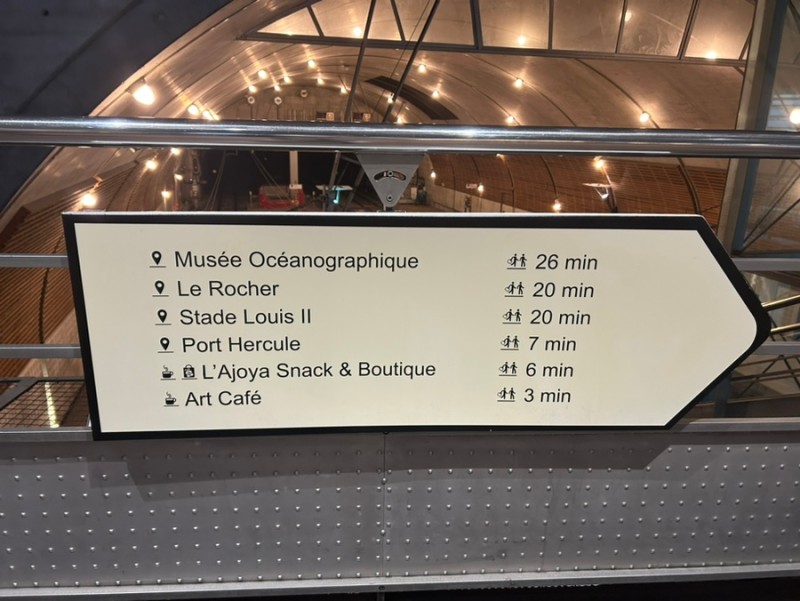 Musée Océanographique 26 min
Le Rocher 20 min
Stade Louis II 20 min
Port Hercule 7 min
L'Ajoya Snack & Boutique 6 min
Art Café 3 min